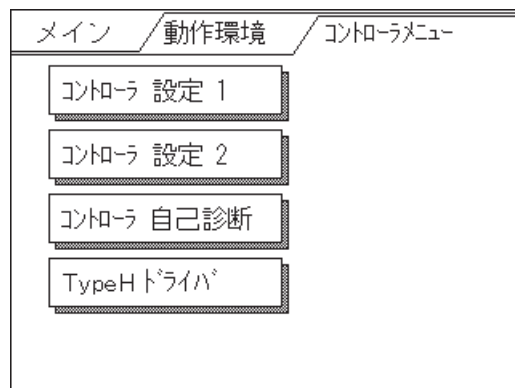 メイン 動作環境 コントローラメニュー
コントローラ 設定 1
コントローラ 設定 2
コントローラ 自己診断
TypeH ドライバ